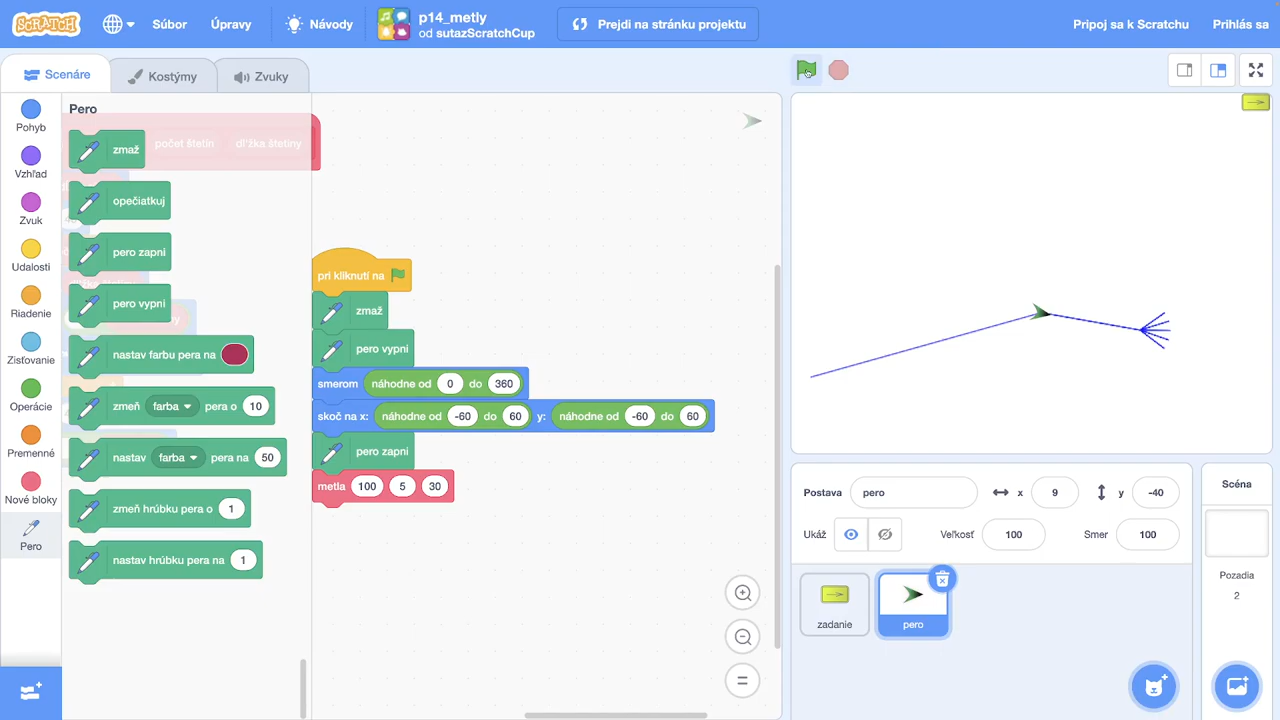 SCRATCH
Súbor
Úpravy
Návody
p14_metly
od sutazScratchCup
Prejdi na stránku projektu
Pripoj sa k Scratchu
Prihlás sa
Scenáre
Kostýmy
Zvuky
Pohyb
Vzhľad
Zvuk
Udalosti
Riadenie
Zisťovanie
Operácie
Premenné
Nové bloky
Pero
Pero
zmaž
počet štetín
dĺžka štetiny
opečiatkuj
pero zapni
pero vypni
nastav farbu pera na
zmeň farba pera o 10
nastav farba pera na 50
zmeň hrúbku pera o 1
nastav hrúbku pera na 1
pri kliknutí na
zmaž
pero vypni
smerom náhodne od 0 do 360
skoč na x: náhodne od -60 do 60 y: náhodne od -60 do 60
pero zapni
metla 100 5 30
Postava pero x 9 y -40
Ukáž Veľkosť 100 Smer 100
zadanie
pero
Scéna
Pozadia
2